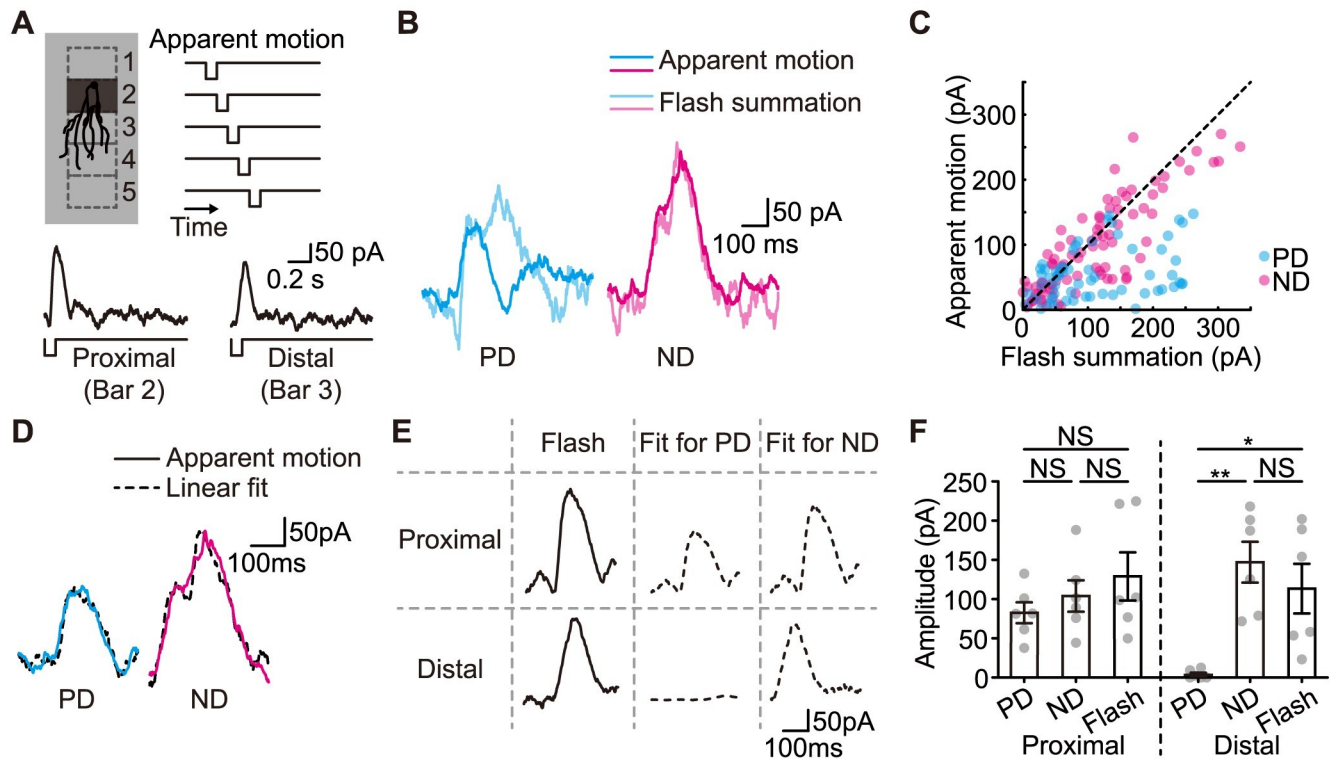 A
Apparent motion
1
2
3
4
5
Time
50 pA
0.2 s
Proximal
(Bar 2)
Distal
(Bar 3)
B
Apparent motion
Flash summation
50 pA
100 ms
PD
ND
C
Apparent motion (pA)
300
200
100
0
0
100
200
300
Flash summation (pA)
PD
ND
D
Apparent motion
Linear fit
50pA
100ms
PD
ND
E
Flash
Fit for PD
Fit for ND
Proximal
Distal
50pA
100ms
F
NS
NS
NS
*
**
NS
Amplitude (pA)
250
200
150
100
50
0
PD
ND
Flash
PD
ND
Flash
Proximal
Distal